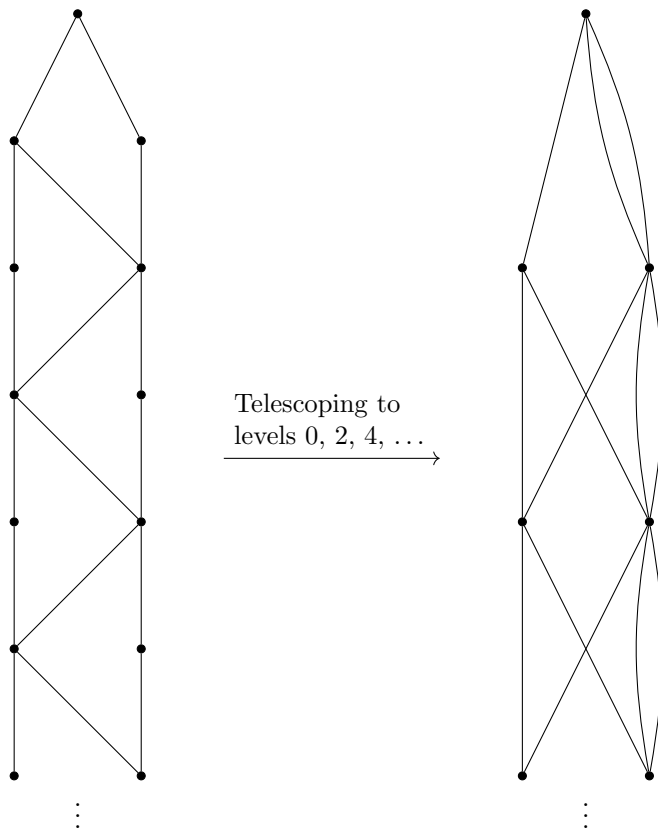 Telescoping to
levels 0, 2, 4, …
⋮ ⋮